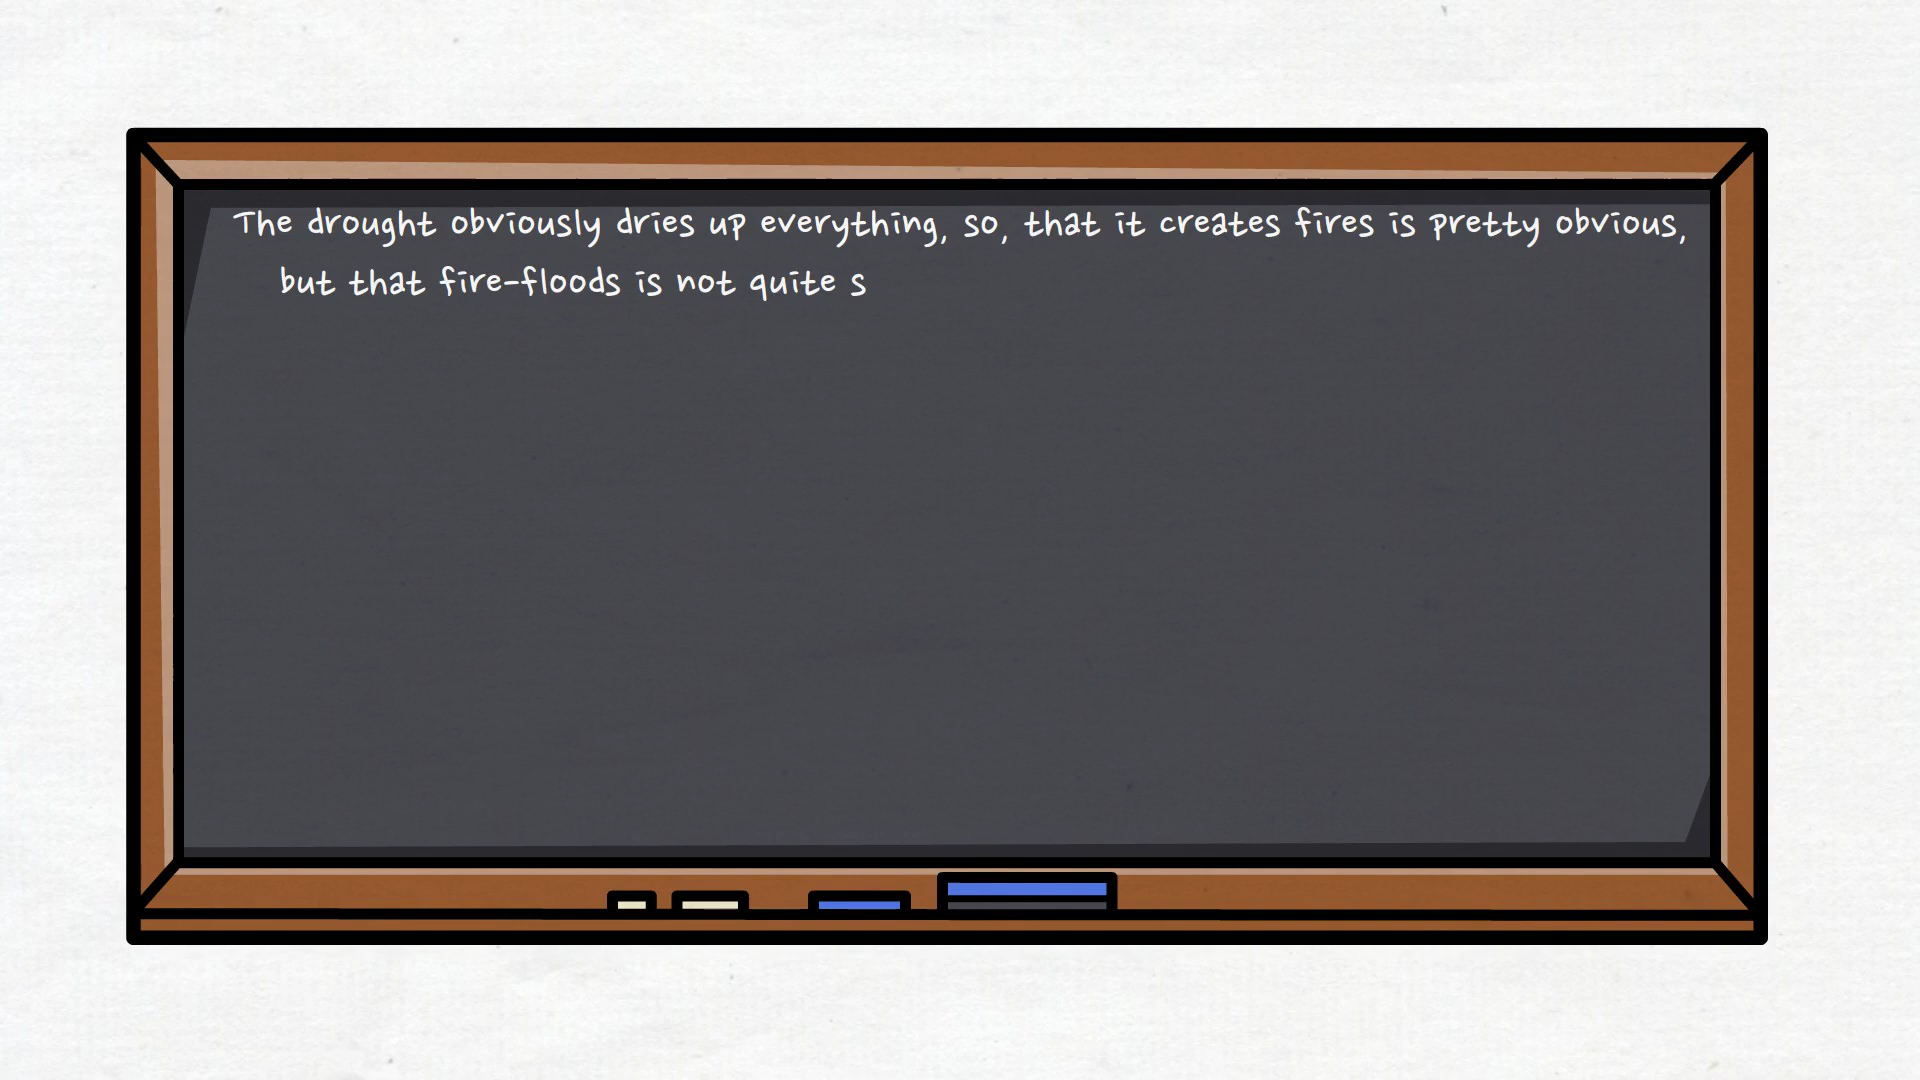 The drought obviously dries up everything, so, that it creates fires is pretty obvious,
but that fire-floods is not quite s